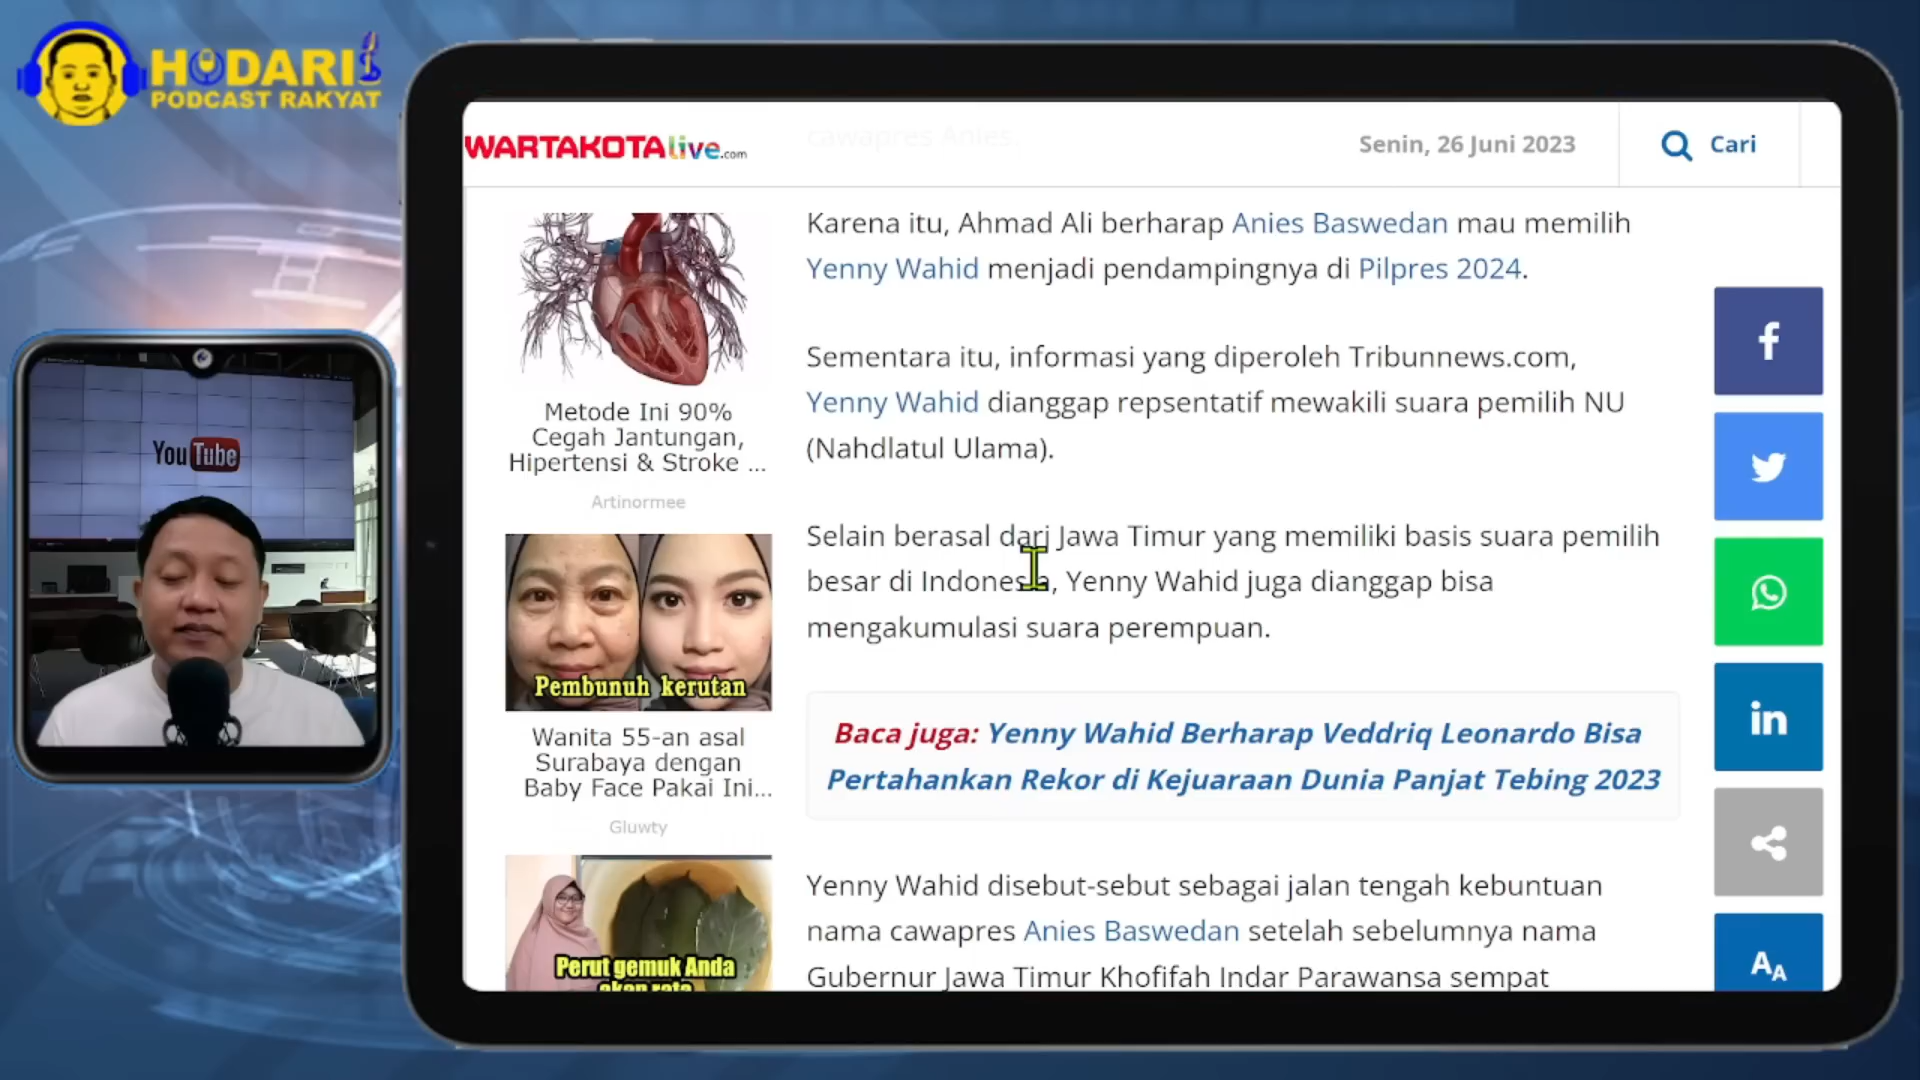 HODARI
PODCAST RAKYAT
YouTube
WARTAKOTAlive.com
cawapres Anies.
Senin, 26 Juni 2023
Cari
Karena itu, Ahmad Ali berharap Anies Baswedan mau memilih
Yenny Wahid menjadi pendampingnya di Pilpres 2024.
Sementara itu, informasi yang diperoleh Tribunnews.com,
Yenny Wahid dianggap repsentatif mewakili suara pemilih NU
(Nahdlatul Ulama).
Selain berasal dari Jawa Timur yang memiliki basis suara pemilih
besar di Indonesia, Yenny Wahid juga dianggap bisa
mengakumulasi suara perempuan.
Baca juga: Yenny Wahid Berharap Veddriq Leonardo Bisa
Pertahankan Rekor di Kejuaraan Dunia Panjat Tebing 2023
Yenny Wahid disebut-sebut sebagai jalan tengah kebuntuan
nama cawapres Anies Baswedan setelah sebelumnya nama
Gubernur Jawa Timur Khofifah Indar Parawansa sempat
Metode Ini 90%
Cegah Jantungan,
Hipertensi & Stroke ...
Artinormee
Pembunuh kerutan
Wanita 55-an asal
Surabaya dengan
Baby Face Pakai Ini...
Gluwty
Perut gemuk Anda
akan rata
f
in
AA